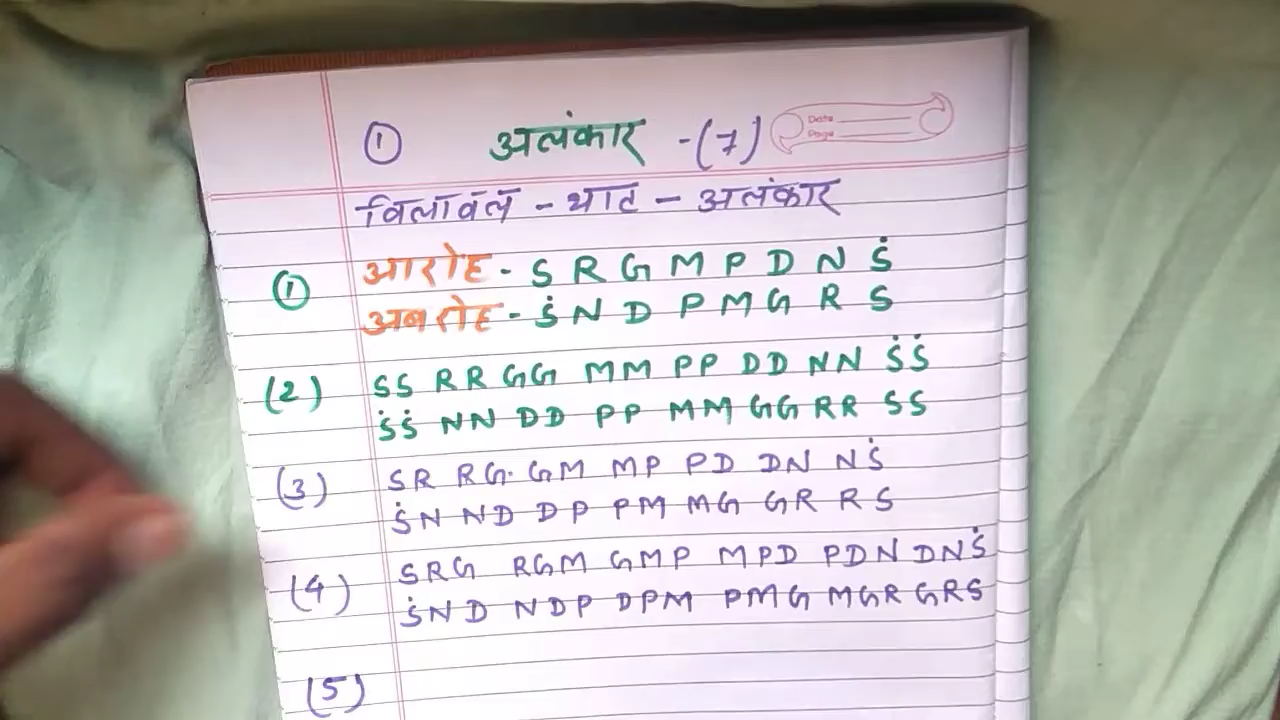 ① अलंकार -(7)
Date
Page
विलावल - थाट - अलंकार
① आरोह - S R G M P D N Ṡ
अवरोह - Ṡ N D P M G R S
(2) SS RR GG MM PP DD NN ṠṠ
ṠṠ NN DD PP MM GG RR SS
(3) SR RG. GM MP PD DN NṠ
ṠN ND DP PM MG GR RS
(4) SRG RGM GMP MPD PDN DNṠ
ṠND NDP DPM PMG MGR GRS
(5)